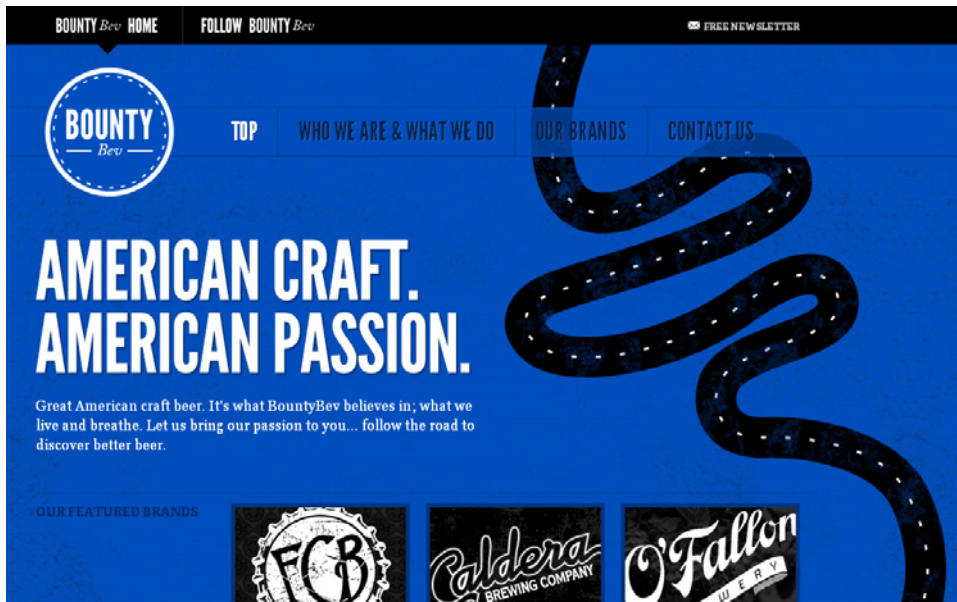 BOUNTY Bev HOME
FOLLOW BOUNTY Bev
FREE NEWSLETTER
BOUNTY
Bev
TOP
WHO WE ARE & WHAT WE DO
OUR BRANDS
CONTACT US
AMERICAN CRAFT.
AMERICAN PASSION.
Great American craft beer. It's what BountyBev believes in; what we
live and breathe. Let us bring our passion to you... follow the road to
discover better beer.
OUR FEATURED BRANDS
FCB
Caldera
BREWING COMPANY
O'Fallon